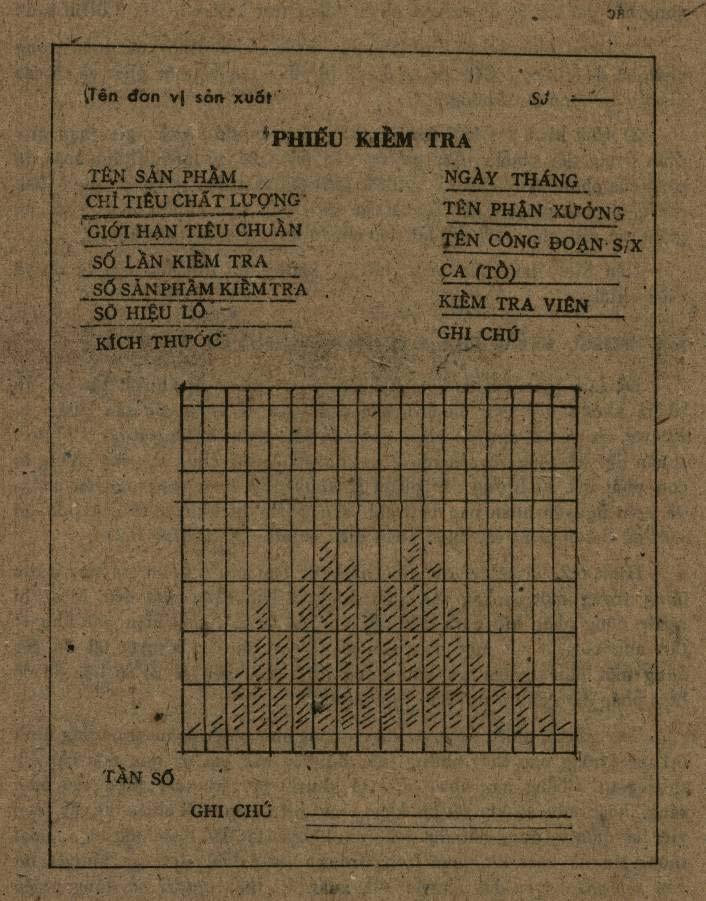 (Tên đơn vị sản xuất
Số
PHIẾU KIỂM TRA
TÊN SẢN PHẨM
CHỈ TIÊU CHẤT LƯỢNG
GIỚI HẠN TIÊU CHUẨN
SỐ LẦN KIỂM TRA
SỐ SẢN PHẨM KIỂM TRA
SÔ HIỆU LÔ
KÍCH THƯỚC
NGÀY THÁNG
TÊN PHÂN XƯỞNG
TÊN CÔNG ĐOẠN S/X
CA (TỔ)
KIỂM TRA VIÊN
GHI CHÚ
TẦN SỐ
GHI CHÚ